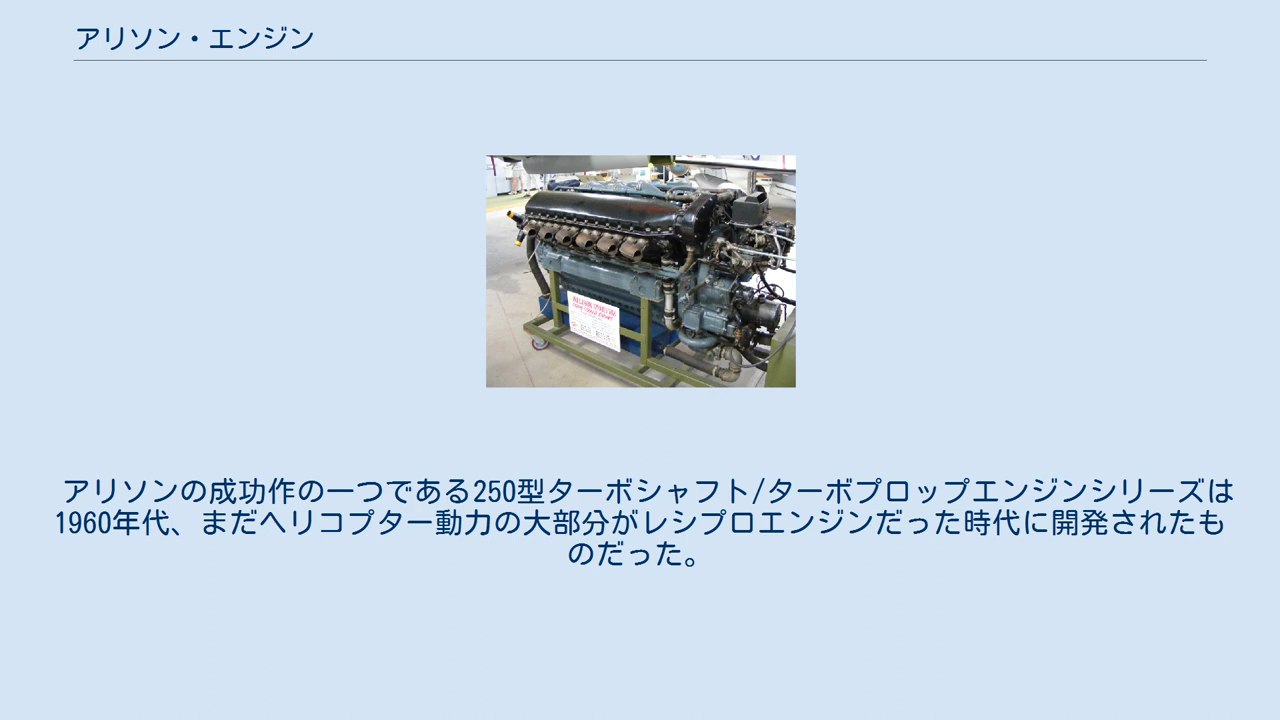 アリソン・エンジン
アリソンの成功作の一つである250型ターボシャフト/ターボプロップエンジンシリーズは
1960年代、まだヘリコプター動力の大部分がレシプロエンジンだった時代に開発されたも
のだった。